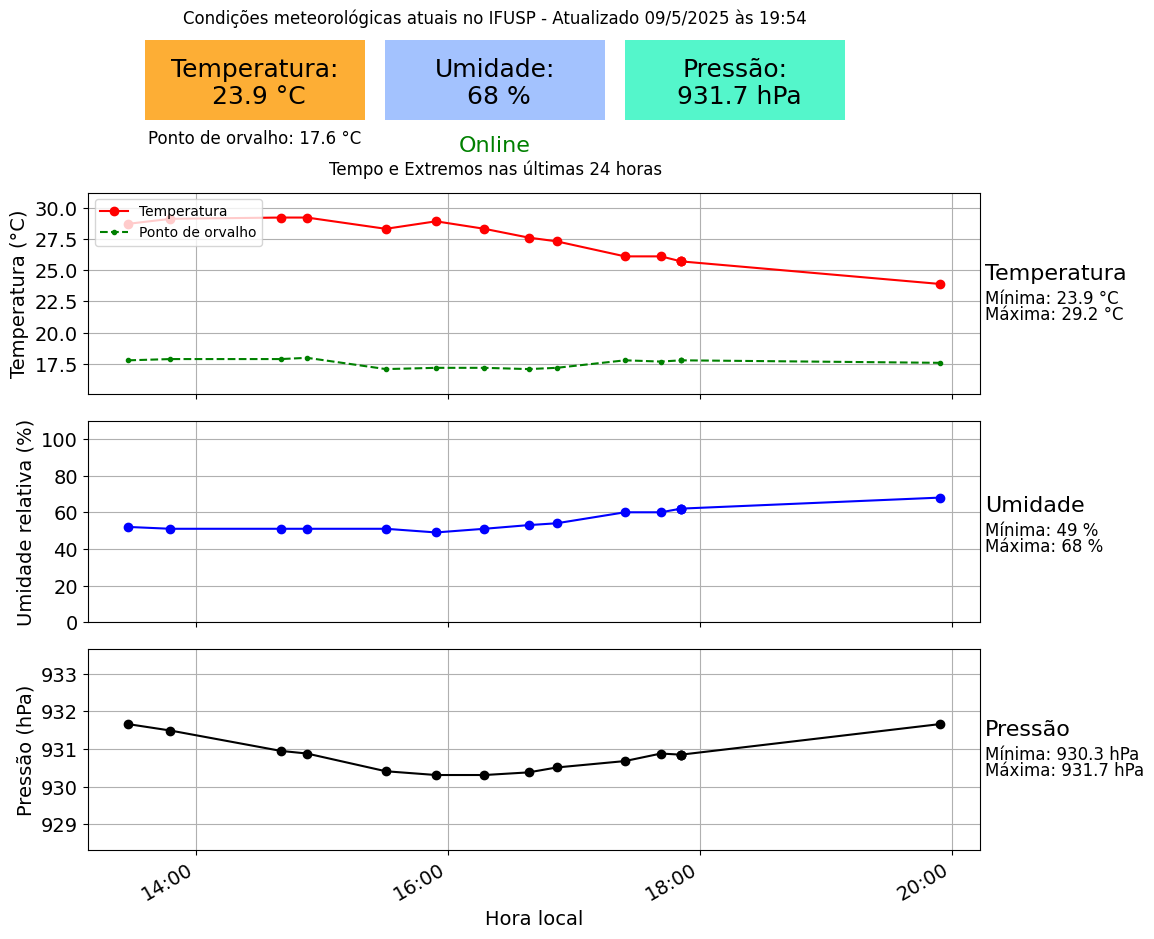 Condições meteorológicas atuais no IFUSP - Atualizado 09/5/2025 às 19:54
Temperatura:
23.9 °C
Umidade:
68 %
Pressão:
931.7 hPa
Ponto de orvalho: 17.6 °C
Online
Tempo e Extremos nas últimas 24 horas
Temperatura (°C)
30.0
27.5
25.0
22.5
20.0
17.5
Temperatura
Ponto de orvalho
Temperatura
Mínima: 23.9 °C
Máxima: 29.2 °C
Umidade relativa (%)
100
80
60
40
20
0
Umidade
Mínima: 49 %
Máxima: 68 %
Pressão (hPa)
933
932
931
930
929
Pressão
Mínima: 930.3 hPa
Máxima: 931.7 hPa
14:00
16:00
18:00
20:00
Hora local